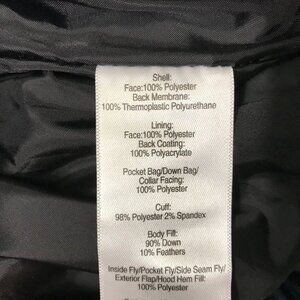 Shell:
Face:100% Polyester
Back Membrane:
100% Thermoplastic Polyurethane
Lining:
Face:100% Polyester
Back Coating:
100% Polyacrylate
Pocket Bag/Down Bag/
Collar Facing:
100% Polyester
Cuff:
98% Polyester 2% Spandex
Body Fill:
90% Down
10% Feathers
Inside Fly/Pocket Fly/Side Seam Fly/
Exterior Flap/Hood Hem Fill:
100% Polyester